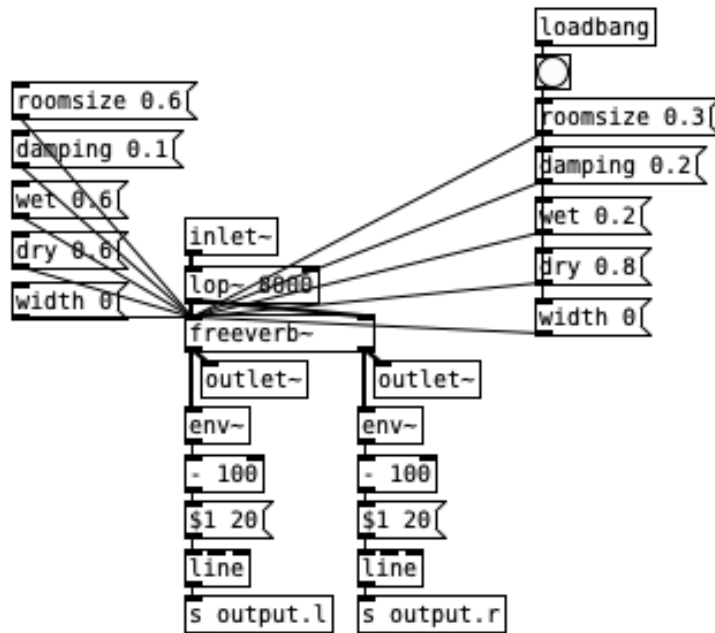 loadbang
roomsize 0.6
roomsize 0.3
damping 0.1
damping 0.2
wet 0.6
wet 0.2
dry 0.6
dry 0.8
inlet~
width 0
lop~ 8000
width 0
freeverb~
outlet~
outlet~
env~
env~
- 100
- 100
$1 20
$1 20
line
line
s output.l
s output.r